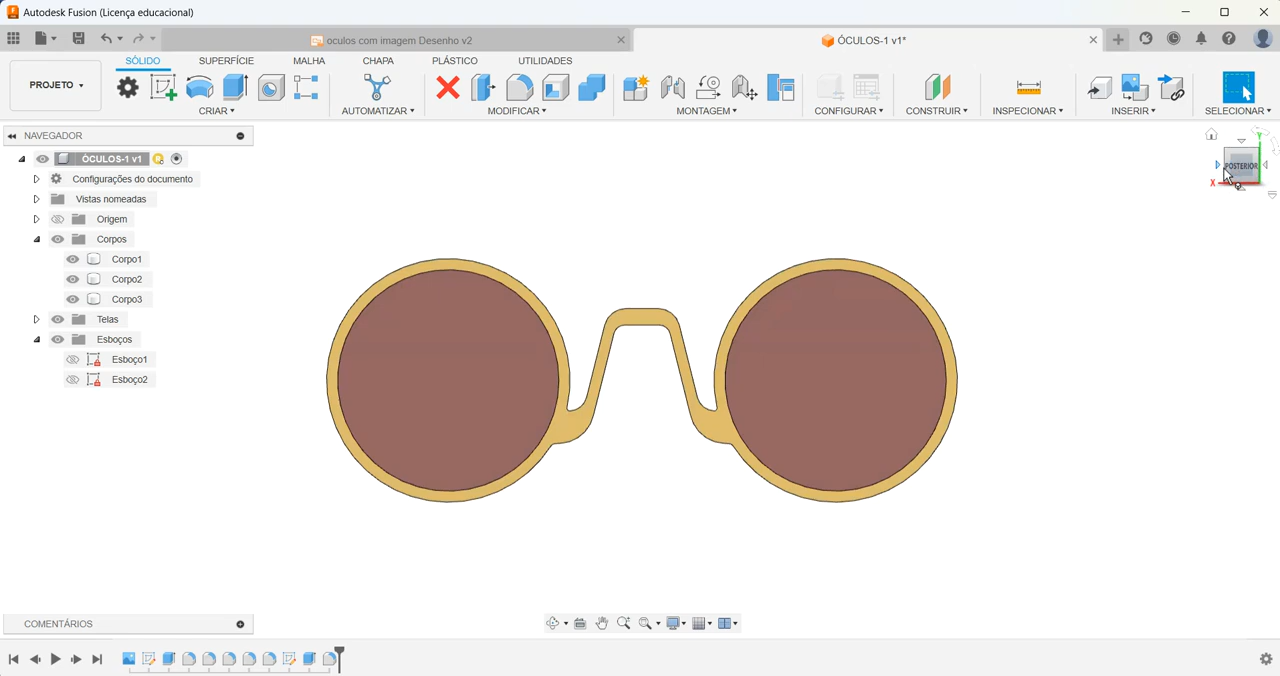 Autodesk Fusion (Licença educacional)
oculos com imagem Desenho v2
ÓCULOS-1 v1*
SÓLIDO SUPERFÍCIE MALHA CHAPA PLÁSTICO UTILIDADES
PROJETO
CRIAR AUTOMATIZAR MODIFICAR MONTAGEM CONFIGURAR CONSTRUIR INSPECIONAR INSERIR SELECIONAR
NAVEGADOR
ÓCULOS-1 v1
Configurações do documento
Vistas nomeadas
Origem
Corpos
Corpo1
Corpo2
Corpo3
Telas
Esboços
Esboço1
Esboço2
Y
POSTERIOR
X
COMENTÁRIOS